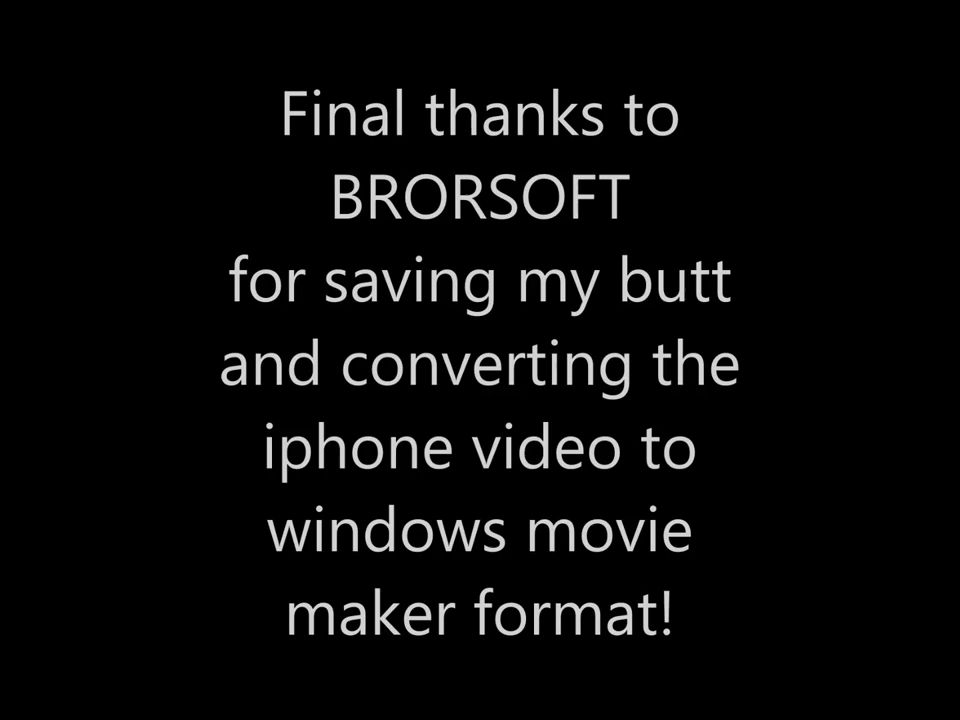 Final thanks to
BRORSOFT
for saving my butt
and converting the
iphone video to
windows movie
maker format!